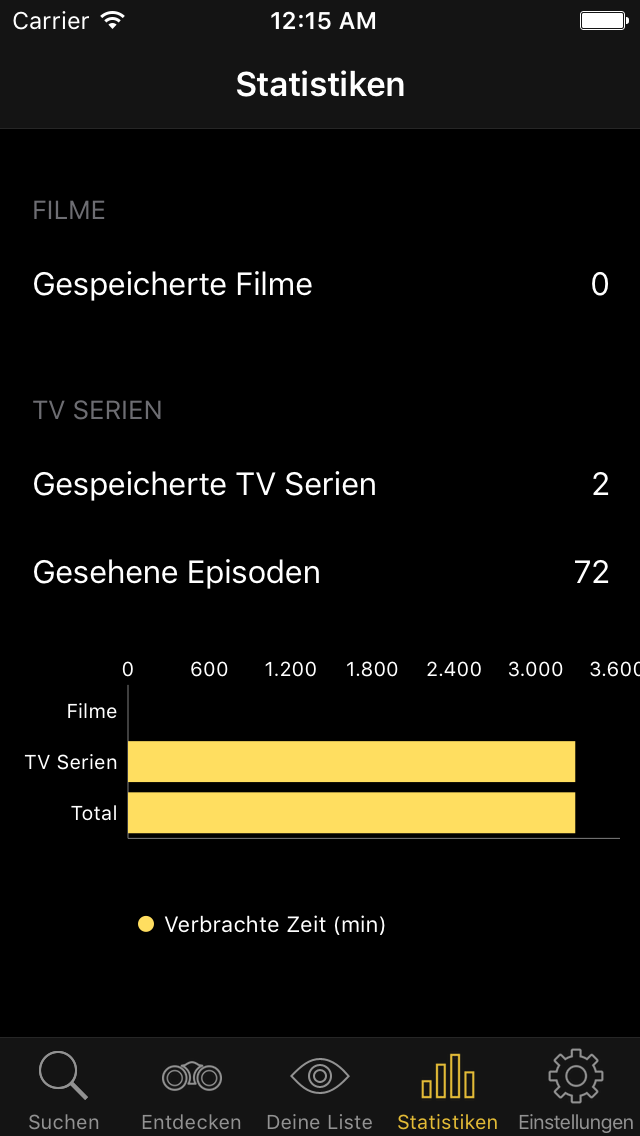 Carrier 12:15 AM
Statistiken
FILME
Gespeicherte Filme 0
TV SERIEN
Gespeicherte TV Serien 2
Gesehene Episoden 72
0 600 1.200 1.800 2.400 3.000 3.600
Filme
TV Serien
Total
Verbrachte Zeit (min)
Suchen Entdecken Deine Liste Statistiken Einstellungen